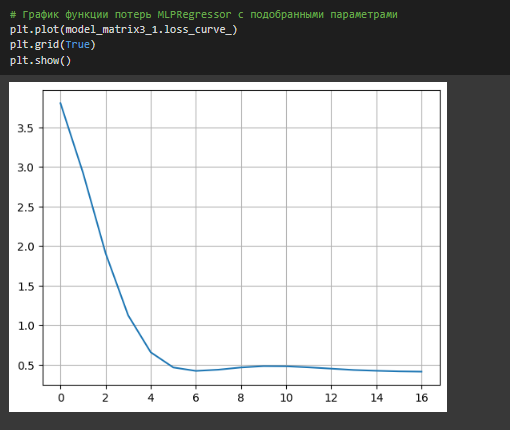 # График функции потерь MLPRegressor с подобранными параметрами
plt.plot(model_matrix3_1.loss_curve_)
plt.grid(True)
plt.show()
3.5
3.0
2.5
2.0
1.5
1.0
0.5
0 2 4 6 8 10 12 14 16